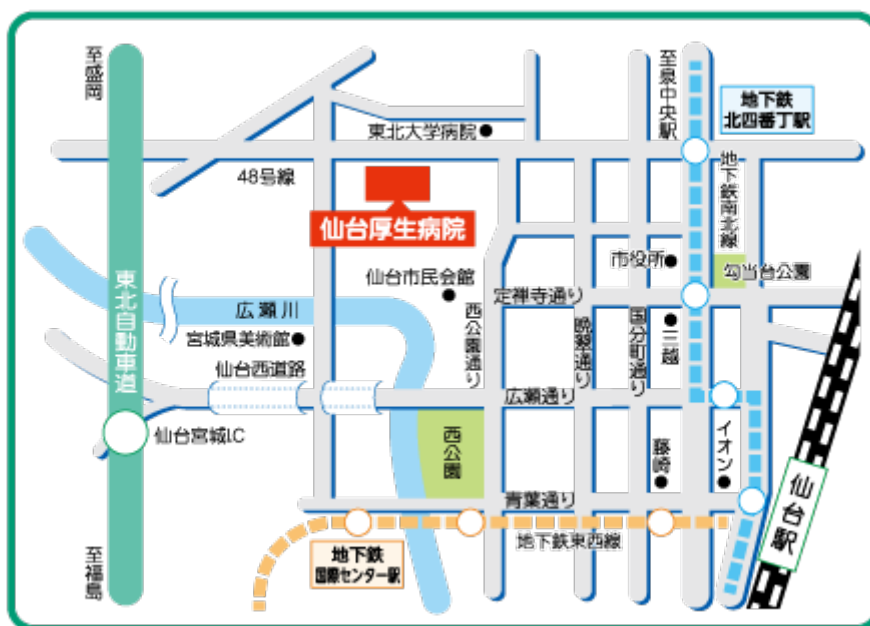 至盛岡
至泉中央駅
地下鉄
北四番丁駅
東北大学病院
48号線
地下鉄南北線
仙台厚生病院
市役所
勾当台公園
仙台市民会館
定禅寺通り
東北自動車道
広瀬川
西公園通り
晩翠通り
国分町通り
三越
宮城県美術館
仙台西道路
広瀬通り
仙台宮城I.C
西公園
藤崎
イオン
仙台駅
青葉通り
地下鉄東西線
地下鉄
国際センター駅
至福島